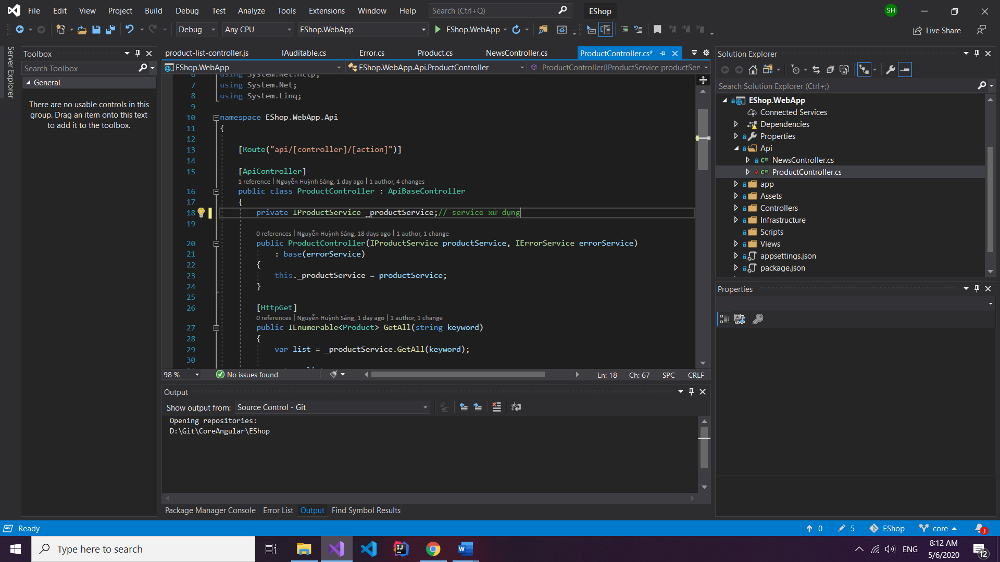 File Edit View Project Build Debug Test Analyze Tools Extensions Window Help Search (Ctrl+Q) EShop SH
Debug Any CPU EShop.WebApp EShop.WebApp Live Share
Server Explorer
Toolbox
Search Toolbox
General
There are no usable controls in this
group. Drag an item onto this text
to add it to the toolbox.
product-list-controller.js IAuditable.cs Error.cs Product.cs NewsController.cs ProductController.cs*
EShop.WebApp EShop.WebApp.Api.ProductController ProductController(IProductService productSer
6 using System.Net.Http;
7 using System.Net;
8 using System.Linq;
9
10 namespace EShop.WebApp.Api
11 {
12
13 [Route("api/[controller]/[action]")]
14
15 [ApiController]
1 reference | Nguyễn Huỳnh Sáng, 1 day ago | 1 author, 4 changes
16 public class ProductController : ApiBaseController
17 {
18 private IProductService _productService;// service xử dụng
19
0 references | Nguyễn Huỳnh Sáng, 18 days ago | 1 author, 1 change
20 public ProductController(IProductService productService, IErrorService errorService)
21 : base(errorService)
22 {
23 this._productService = productService;
24 }
25
26 [HttpGet]
0 references | Nguyễn Huỳnh Sáng, 1 day ago | 1 author, 1 change
27 public IEnumerable<Product> GetAll(string keyword)
28 {
29 var list = _productService.GetAll(keyword);
30
98 % No issues found Ln: 18 Ch: 67 SPC CRLF
Output
Show output from: Source Control - Git
Opening repositories:
D:\Git\CoreAngular\EShop
Package Manager Console Error List Output Find Symbol Results
Solution Explorer
Search Solution Explorer (Ctrl+;)
EShop.WebApp
Connected Services
Dependencies
Properties
Api
C# NewsController.cs
C# ProductController.cs
app
Assets
Controllers
Infrastructure
Scripts
Views
appsettings.json
package.json
Properties
Ready 0 5 EShop core 3
Type here to search ENG 8:12 AM
5/6/2020 12